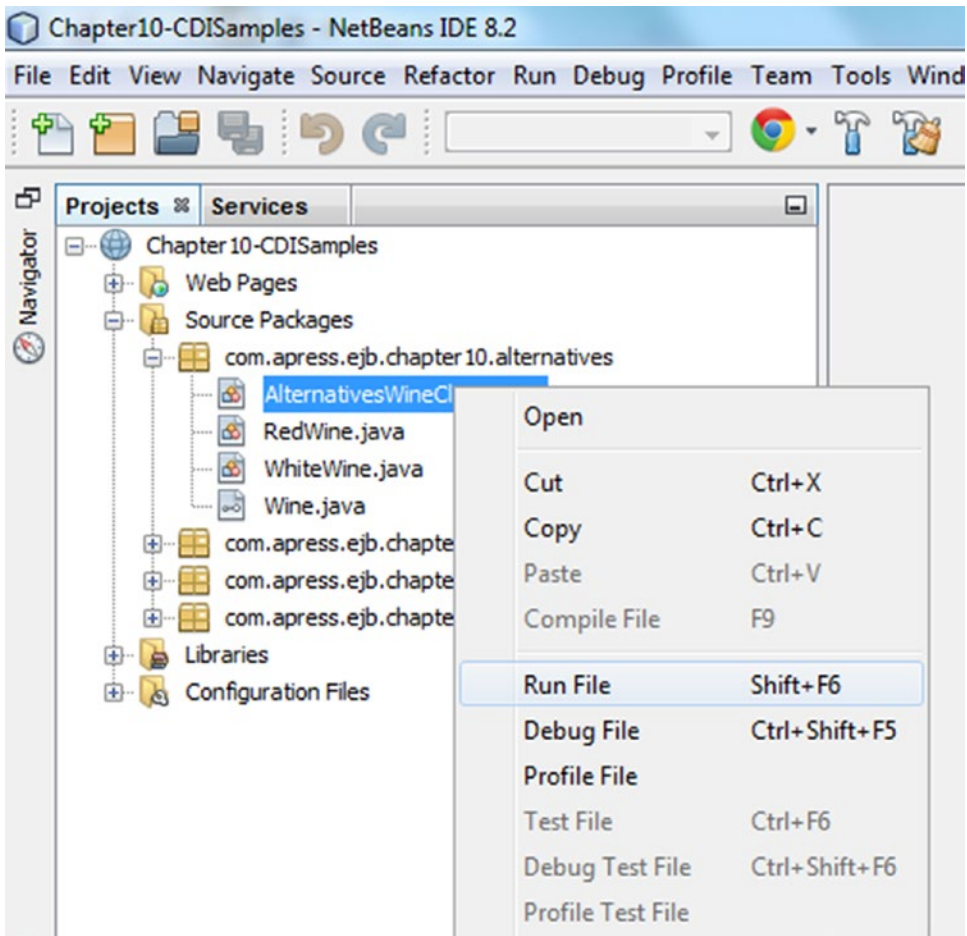 Chapter10-CDISamples - NetBeans IDE 8.2
File Edit View Navigate Source Refactor Run Debug Profile Team Tools Wind
Projects Services
Navigator
Chapter10-CDISamples
Web Pages
Source Packages
com.apress.ejb.chapter10.alternatives
AlternativesWineCl
RedWine.java
WhiteWine.java
Wine.java
com.apress.ejb.chapte
com.apress.ejb.chapte
com.apress.ejb.chapte
Libraries
Configuration Files
Open
Cut Ctrl+X
Copy Ctrl+C
Paste Ctrl+V
Compile File F9
Run File Shift+F6
Debug File Ctrl+Shift+F5
Profile File
Test File Ctrl+F6
Debug Test File Ctrl+Shift+F6
Profile Test File